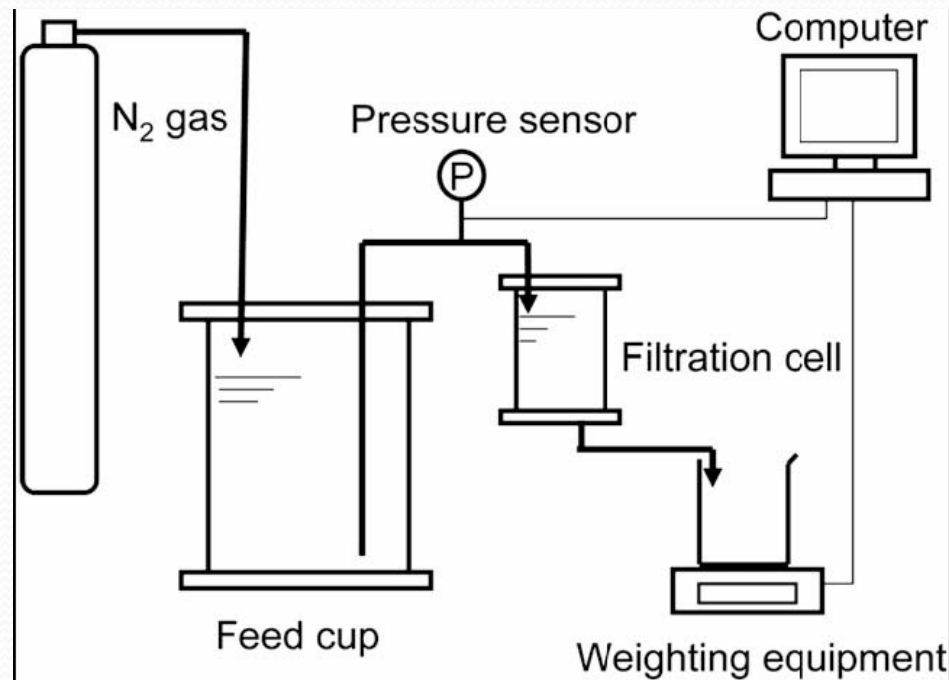 Computer
N₂ gas
Pressure sensor
P
Filtration cell
Feed cup
Weighting equipment